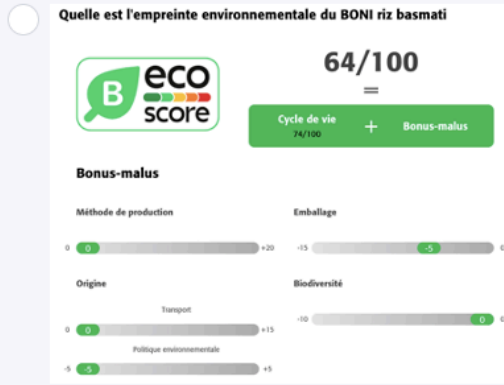 Quelle est l'empreinte environnementale du BONI riz basmati
B eco score
64/100
=
Cycle de vie + Bonus-malus
74/100
Bonus-malus
Méthode de production
0 0 +20
Emballage
-15 -5 0
Origine
Transport
0 0 +15
Politique environnementale
-5 -5 +5
Biodiversité
-10 0 0